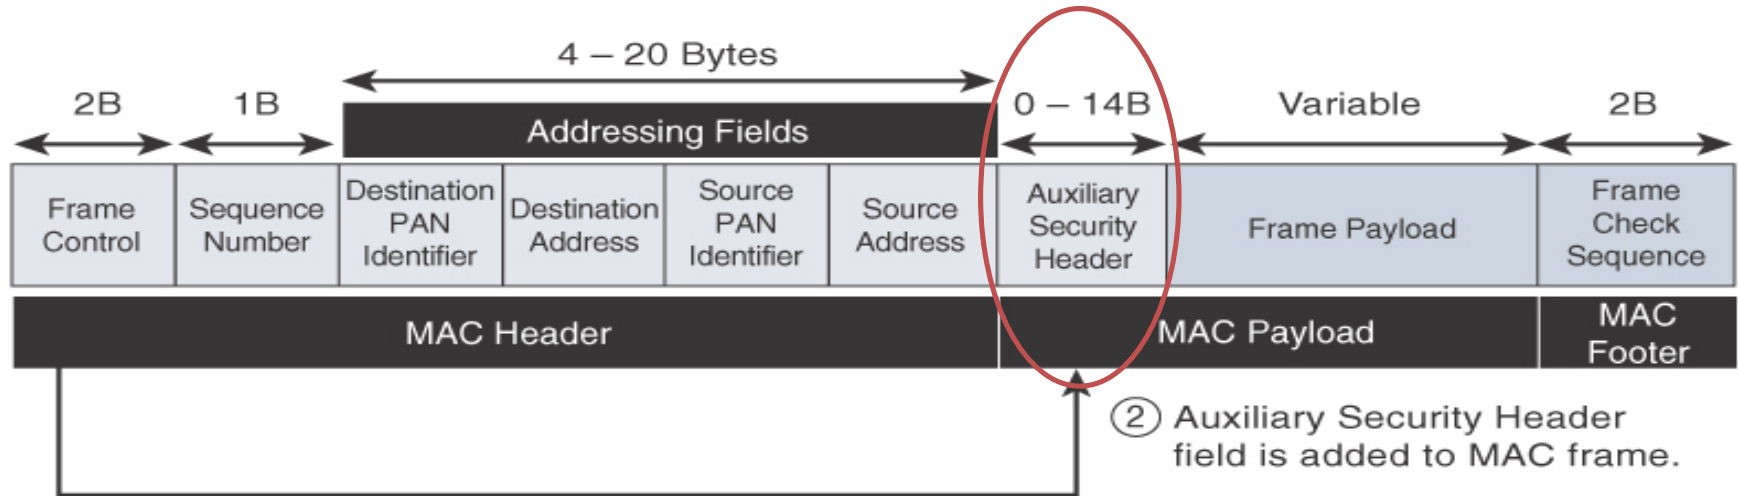 4 – 20 Bytes
2B
1B
Addressing Fields
0 – 14B
Variable
2B
Frame
Control
Sequence
Number
Destination
PAN
Identifier
Destination
Address
Source
PAN
Identifier
Source
Address
Auxiliary
Security
Header
Frame Payload
Frame
Check
Sequence
MAC Header
MAC Payload
MAC
Footer
② Auxiliary Security Header
field is added to MAC frame.